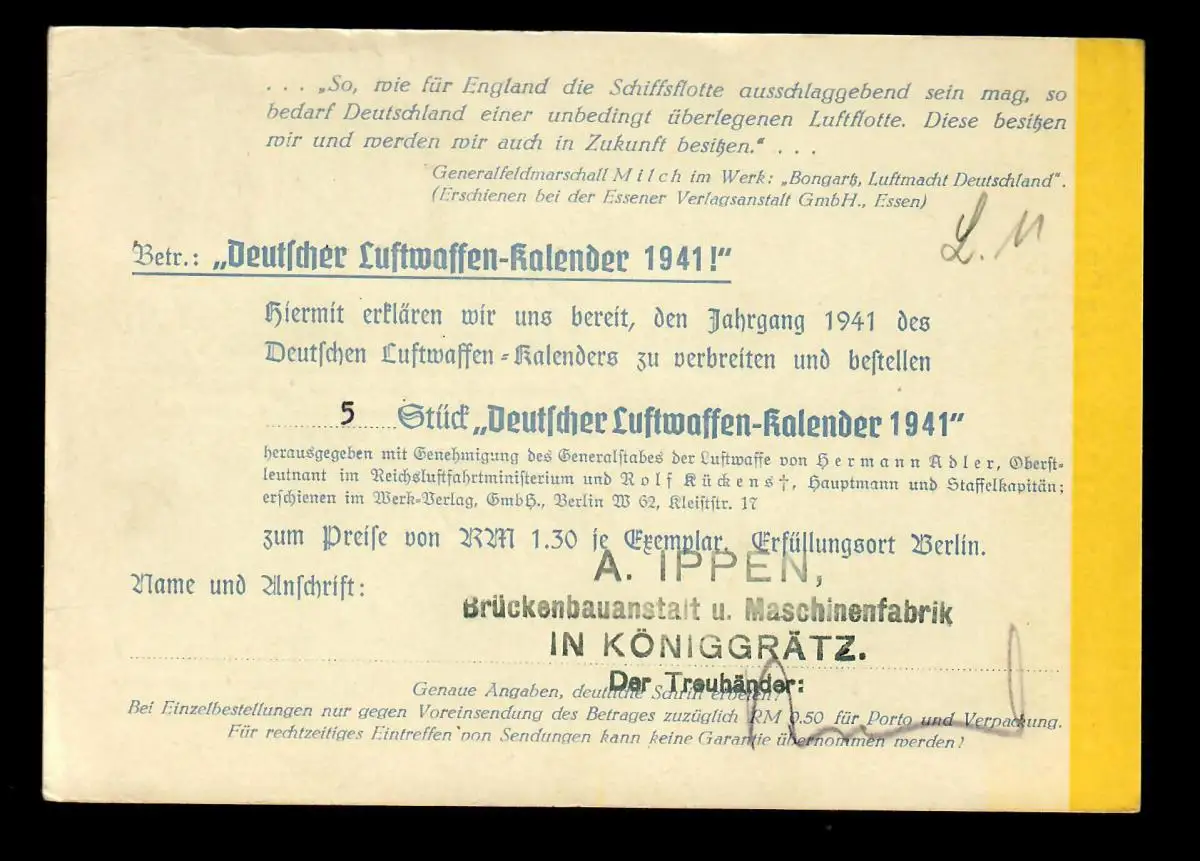 . . . „So, wie für England die Schiffsflotte ausschlaggebend sein mag, so
bedarf Deutschland einer unbedingt überlegenen Luftflotte. Diese besitzen
wir und werden wir auch in Zukunft besitzen.“ . . .
Generalfeldmarschall Milch im Werk: „Bongartz, Luftmacht Deutschland“.
(Erschienen bei der Essener Verlagsanstalt GmbH., Essen)
Betr.: „Deutscher Luftwaffen-Kalender 1941!“
Hiermit erklären wir uns bereit, den Jahrgang 1941 des
Deutschen Luftwaffen-Kalenders zu verbreiten und bestellen
5 Stück „Deutscher Luftwaffen-Kalender 1941“
herausgegeben mit Genehmigung des Generalstabes der Luftwaffe von Hermann Adler, Oberst-
leutnant im Reichsluftfahrtministerium und Rolf Kückens †, Hauptmann und Staffelkapitän;
erschienen im Werk-Verlag, GmbH., Berlin W 62, Kleiststr. 17
zum Preise von RM 1.30 je Exemplar. Erfüllungsort Berlin.
Name und Anschrift:
A. IPPEN,
Brückenbauanstalt u. Maschinenfabrik
IN KÖNIGGRÄTZ.
Der Treuhänder:
Genaue Angaben, deutliche Schrift erbeten!
Bei Einzelbestellungen nur gegen Voreinsendung des Betrages zuzüglich RM 0.50 für Porto und Verpackung.
Für rechtzeitiges Eintreffen von Sendungen kann keine Garantie übernommen werden!